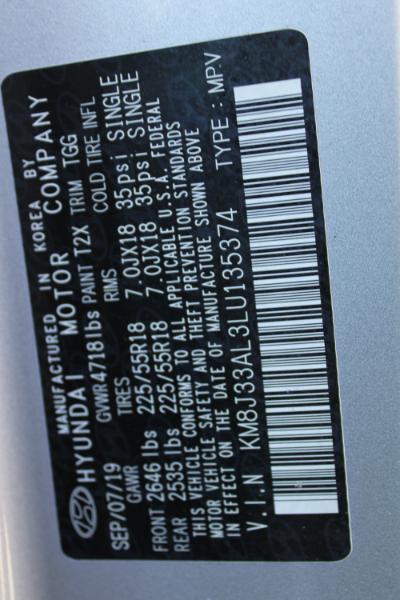 MANUFACTURED IN KOREA BY
HYUNDAI MOTOR COMPANY
SEP/07/19 GVWR 4718 lbs PAINT T2X TRIM TGG
GAWR TIRES RIMS COLD TIRE INFL
FRONT 2646 lbs 225/55R18 7.0JX18 35psi SINGLE
REAR 2535 lbs 225/55R18 7.0JX18 35psi SINGLE
THIS VEHICLE CONFORMS TO ALL APPLICABLE U.S.A. FEDERAL
MOTOR VEHICLE SAFETY AND THEFT PREVENTION STANDARDS
IN EFFECT ON THE DATE OF MANUFACTURE SHOWN ABOVE
V.I.N KM8J33AL3LU135374 TYPE : MPV